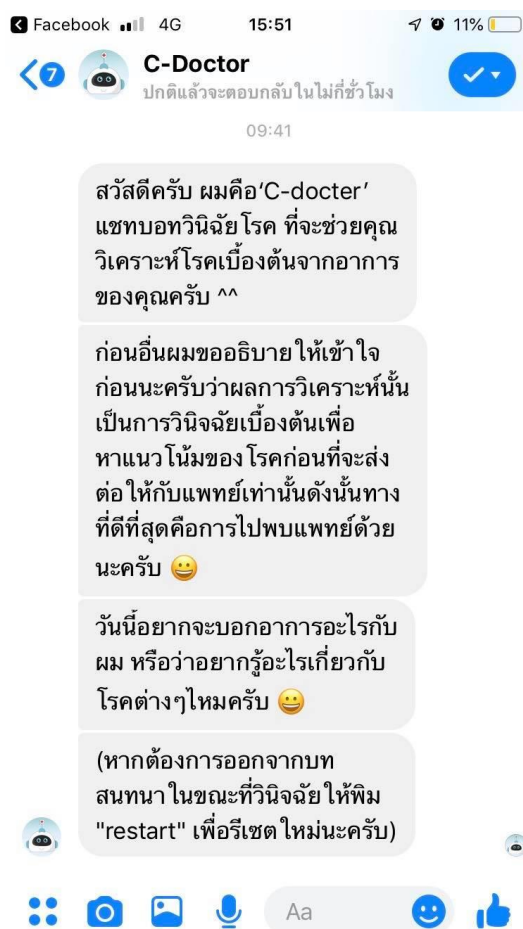 Facebook 4G 15:51 11%
7 C-Doctor
ปกติแล้วจะตอบกลับในไม่กี่ชั่วโมง
09:41
สวัสดีครับ ผมคือ‘C-docter’
แชทบอทวินิฉัยโรค ที่จะช่วยคุณ
วิเคราะห์โรคเบื้องต้นจากอาการ
ของคุณครับ ^^
ก่อนอื่นผมขออธิบายให้เข้าใจ
ก่อนนะครับว่าผลการวิเคราะห์นั้น
เป็นการวินิจฉัยเบื้องต้นเพื่อ
หาแนวโน้มของโรคก่อนที่จะส่ง
ต่อให้กับแพทย์เท่านั้นดังนั้นทาง
ที่ดีที่สุดคือการไปพบแพทย์ด้วย
นะครับ 😀
วันนี้อยากจะบอกอาการอะไรกับ
ผม หรือว่าอยากรู้อะไรเกี่ยวกับ
โรคต่างๆไหมครับ 😀
(หากต้องการออกจากบท
สนทนาในขณะที่วินิจฉัยให้พิม
"restart" เพื่อรีเซตใหม่นะครับ)
Aa